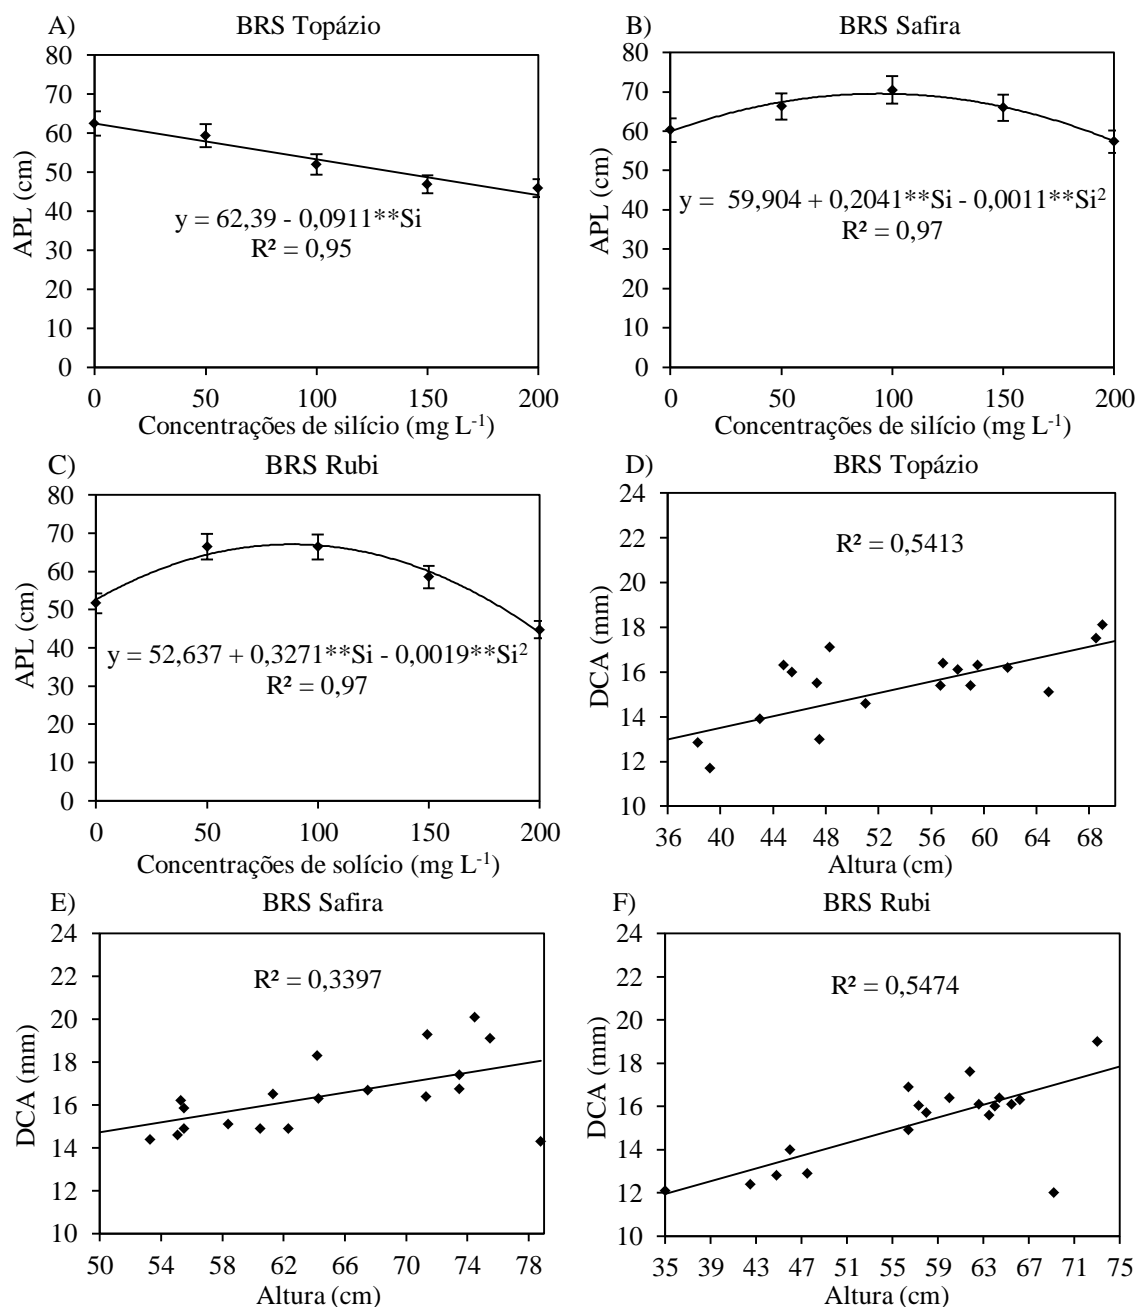 A) BRS Topázio
80
70
60
50
40
30
20
10
0
APL (cm)
y = 62,39 - 0,0911**Si
R² = 0,95
0 50 100 150 200
Concentrações de silício (mg L⁻¹)
B) BRS Safira
80
70
60
50
40
30
20
10
0
APL (cm)
y = 59,904 + 0,2041**Si - 0,0011**Si²
R² = 0,97
0 50 100 150 200
Concentrações de silício (mg L⁻¹)
C) BRS Rubi
80
70
60
50
40
30
20
10
0
APL (cm)
y = 52,637 + 0,3271**Si - 0,0019**Si²
R² = 0,97
0 50 100 150 200
Concentrações de solício (mg L⁻¹)
D) BRS Topázio
24
22
20
18
16
14
12
10
DCA (mm)
R² = 0,5413
36 40 44 48 52 56 60 64 68
Altura (cm)
E) BRS Safira
24
22
20
18
16
14
12
10
DCA (mm)
R² = 0,3397
50 54 58 62 66 70 74 78
Altura (cm)
F) BRS Rubi
24
22
20
18
16
14
12
10
DCA (mm)
R² = 0,5474
35 39 43 47 51 55 59 63 67 71 75
Altura (cm)